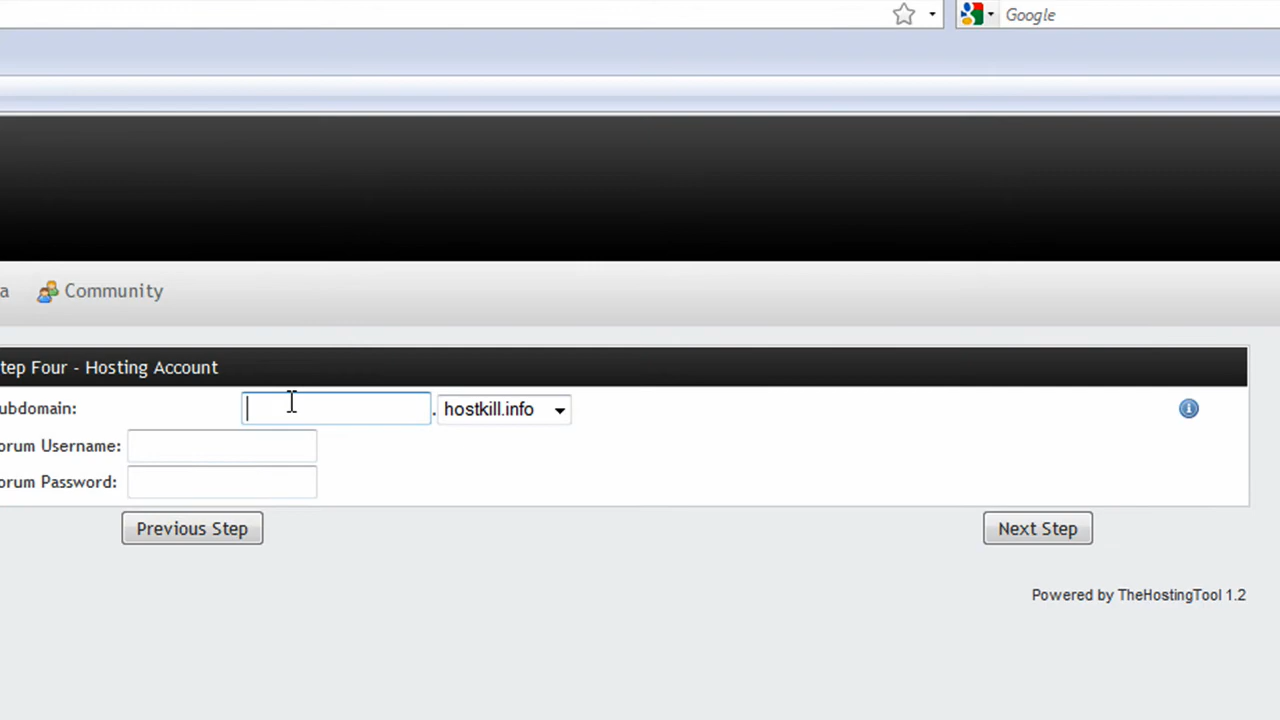 Google
a Community
tep Four - Hosting Account
ubdomain: . hostkill.info
orum Username:
orum Password:
Previous Step Next Step
Powered by TheHostingTool 1.2